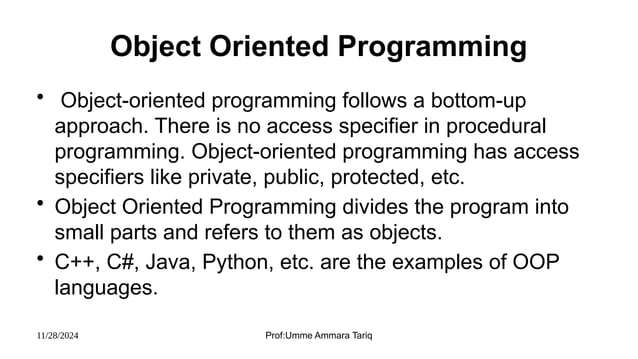 Object Oriented Programming
• Object-oriented programming follows a bottom-up
approach. There is no access specifier in procedural
programming. Object-oriented programming has access
specifiers like private, public, protected, etc.
• Object Oriented Programming divides the program into
small parts and refers to them as objects.
• C++, C#, Java, Python, etc. are the examples of OOP
languages.
11/28/2024 Prof:Umme Ammara Tariq